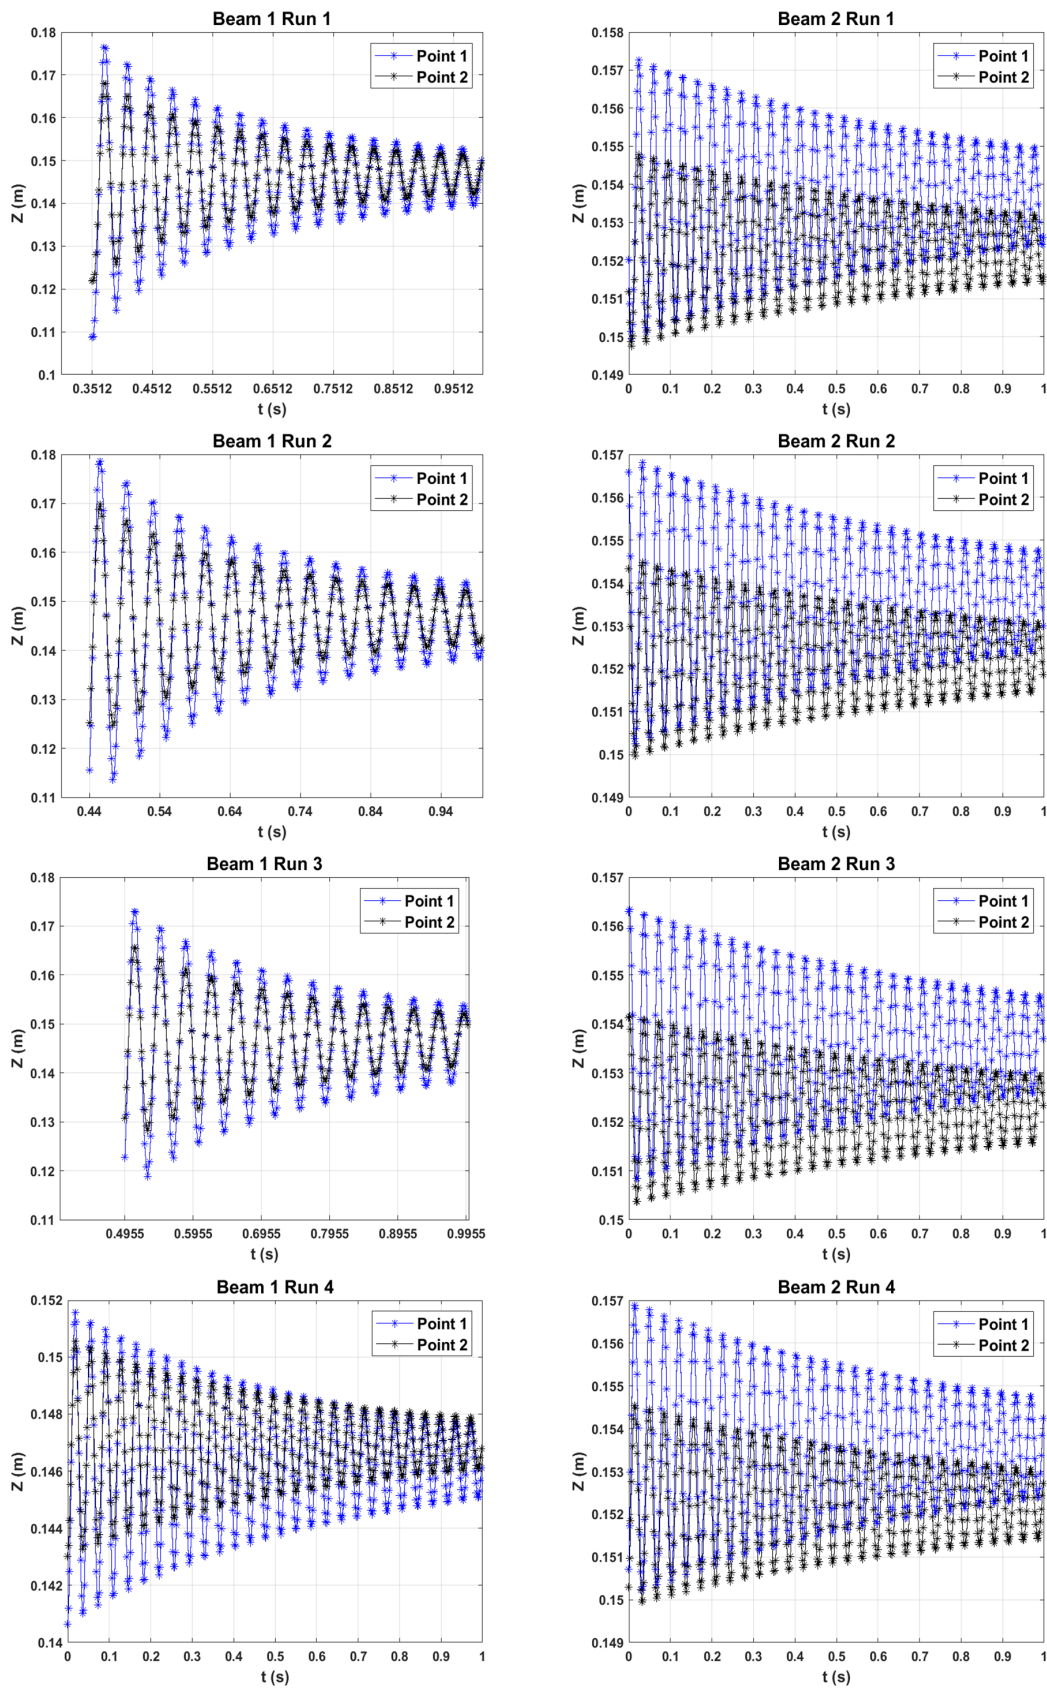 Beam 1 Run 1
0.18
0.17
0.16
0.15
0.14
0.13
0.12
0.11
0.1
Z (m)
Point 1
Point 2
0.3512 0.4512 0.5512 0.6512 0.7512 0.8512 0.9512
t (s)
Beam 2 Run 1
0.158
0.157
0.156
0.155
0.154
0.153
0.152
0.151
0.15
0.149
Z (m)
Point 1
Point 2
0 0.1 0.2 0.3 0.4 0.5 0.6 0.7 0.8 0.9 1
t (s)
Beam 1 Run 2
0.18
0.17
0.16
0.15
0.14
0.13
0.12
0.11
Z (m)
Point 1
Point 2
0.44 0.54 0.64 0.74 0.84 0.94
t (s)
Beam 2 Run 2
0.157
0.156
0.155
0.154
0.153
0.152
0.151
0.15
0.149
Z (m)
Point 1
Point 2
0 0.1 0.2 0.3 0.4 0.5 0.6 0.7 0.8 0.9 1
t (s)
Beam 1 Run 3
0.18
0.17
0.16
0.15
0.14
0.13
0.12
0.11
Z (m)
Point 1
Point 2
0.4955 0.5955 0.6955 0.7955 0.8955 0.9955
t (s)
Beam 2 Run 3
0.157
0.156
0.155
0.154
0.153
0.152
0.151
0.15
Z (m)
Point 1
Point 2
0 0.1 0.2 0.3 0.4 0.5 0.6 0.7 0.8 0.9 1
t (s)
Beam 1 Run 4
0.152
0.15
0.148
0.146
0.144
0.142
0.14
Z (m)
Point 1
Point 2
0 0.1 0.2 0.3 0.4 0.5 0.6 0.7 0.8 0.9 1
t (s)
Beam 2 Run 4
0.157
0.156
0.155
0.154
0.153
0.152
0.151
0.15
0.149
Z (m)
Point 1
Point 2
0 0.1 0.2 0.3 0.4 0.5 0.6 0.7 0.8 0.9 1
t (s)